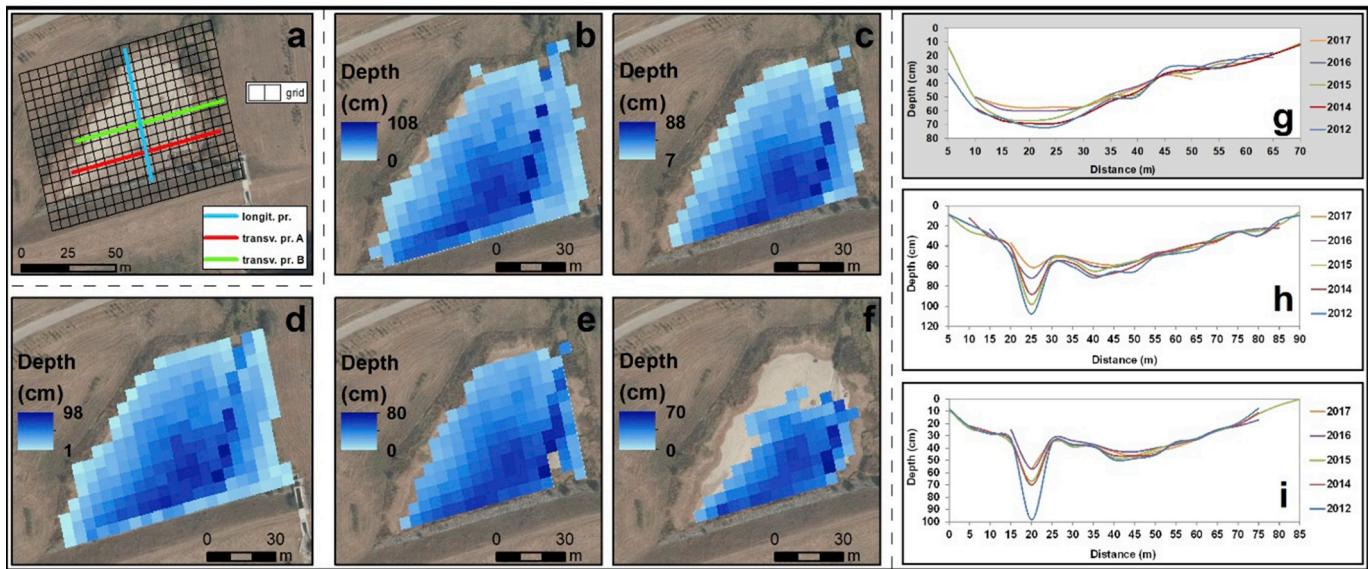 a
grid
longit. pr.
transv. pr. A
transv. pr. B
0 25 50
m
b
Depth
(cm)
108
0
0 30
m
c
Depth
(cm)
88
7
0 30
m
d
Depth
(cm)
98
1
0 30
m
e
Depth
(cm)
80
0
0 30
m
f
Depth
(cm)
70
0
0 30
m
g
Depth (cm)
0
10
20
30
40
50
60
70
80
5 10 15 20 25 30 35 40 45 50 55 60 65 70
Distance (m)
2017
2016
2015
2014
2012
h
Depth (cm)
0
20
40
60
80
100
120
5 10 15 20 25 30 35 40 45 50 55 60 65 70 75 80 85 90
Distance (m)
2017
2016
2015
2014
2012
i
Depth (cm)
0
10
20
30
40
50
60
70
80
90
100
0 5 10 15 20 25 30 35 40 45 50 55 60 65 70 75 80 85
Distance (m)
2017
2016
2015
2014
2012